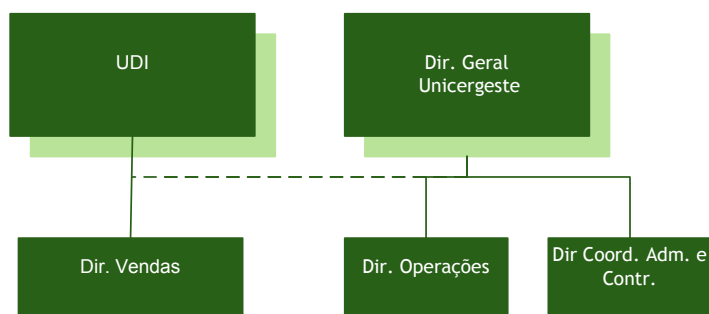 UDI
Dir. Geral
Unicergeste
Dir. Vendas
Dir. Operações
Dir Coord. Adm. e
Contr.